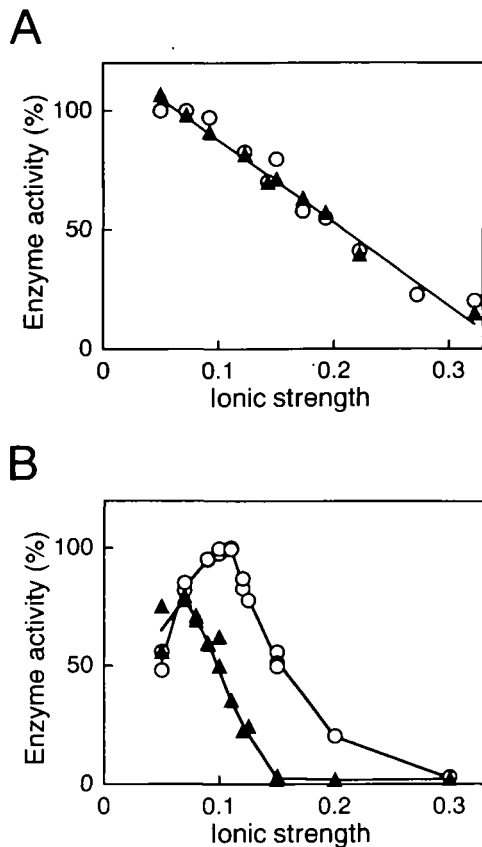 A
Enzyme activity (%)
100
50
0
0 0.1 0.2 0.3
Ionic strength
B
Enzyme activity (%)
100
50
0
0 0.1 0.2 0.3
Ionic strength